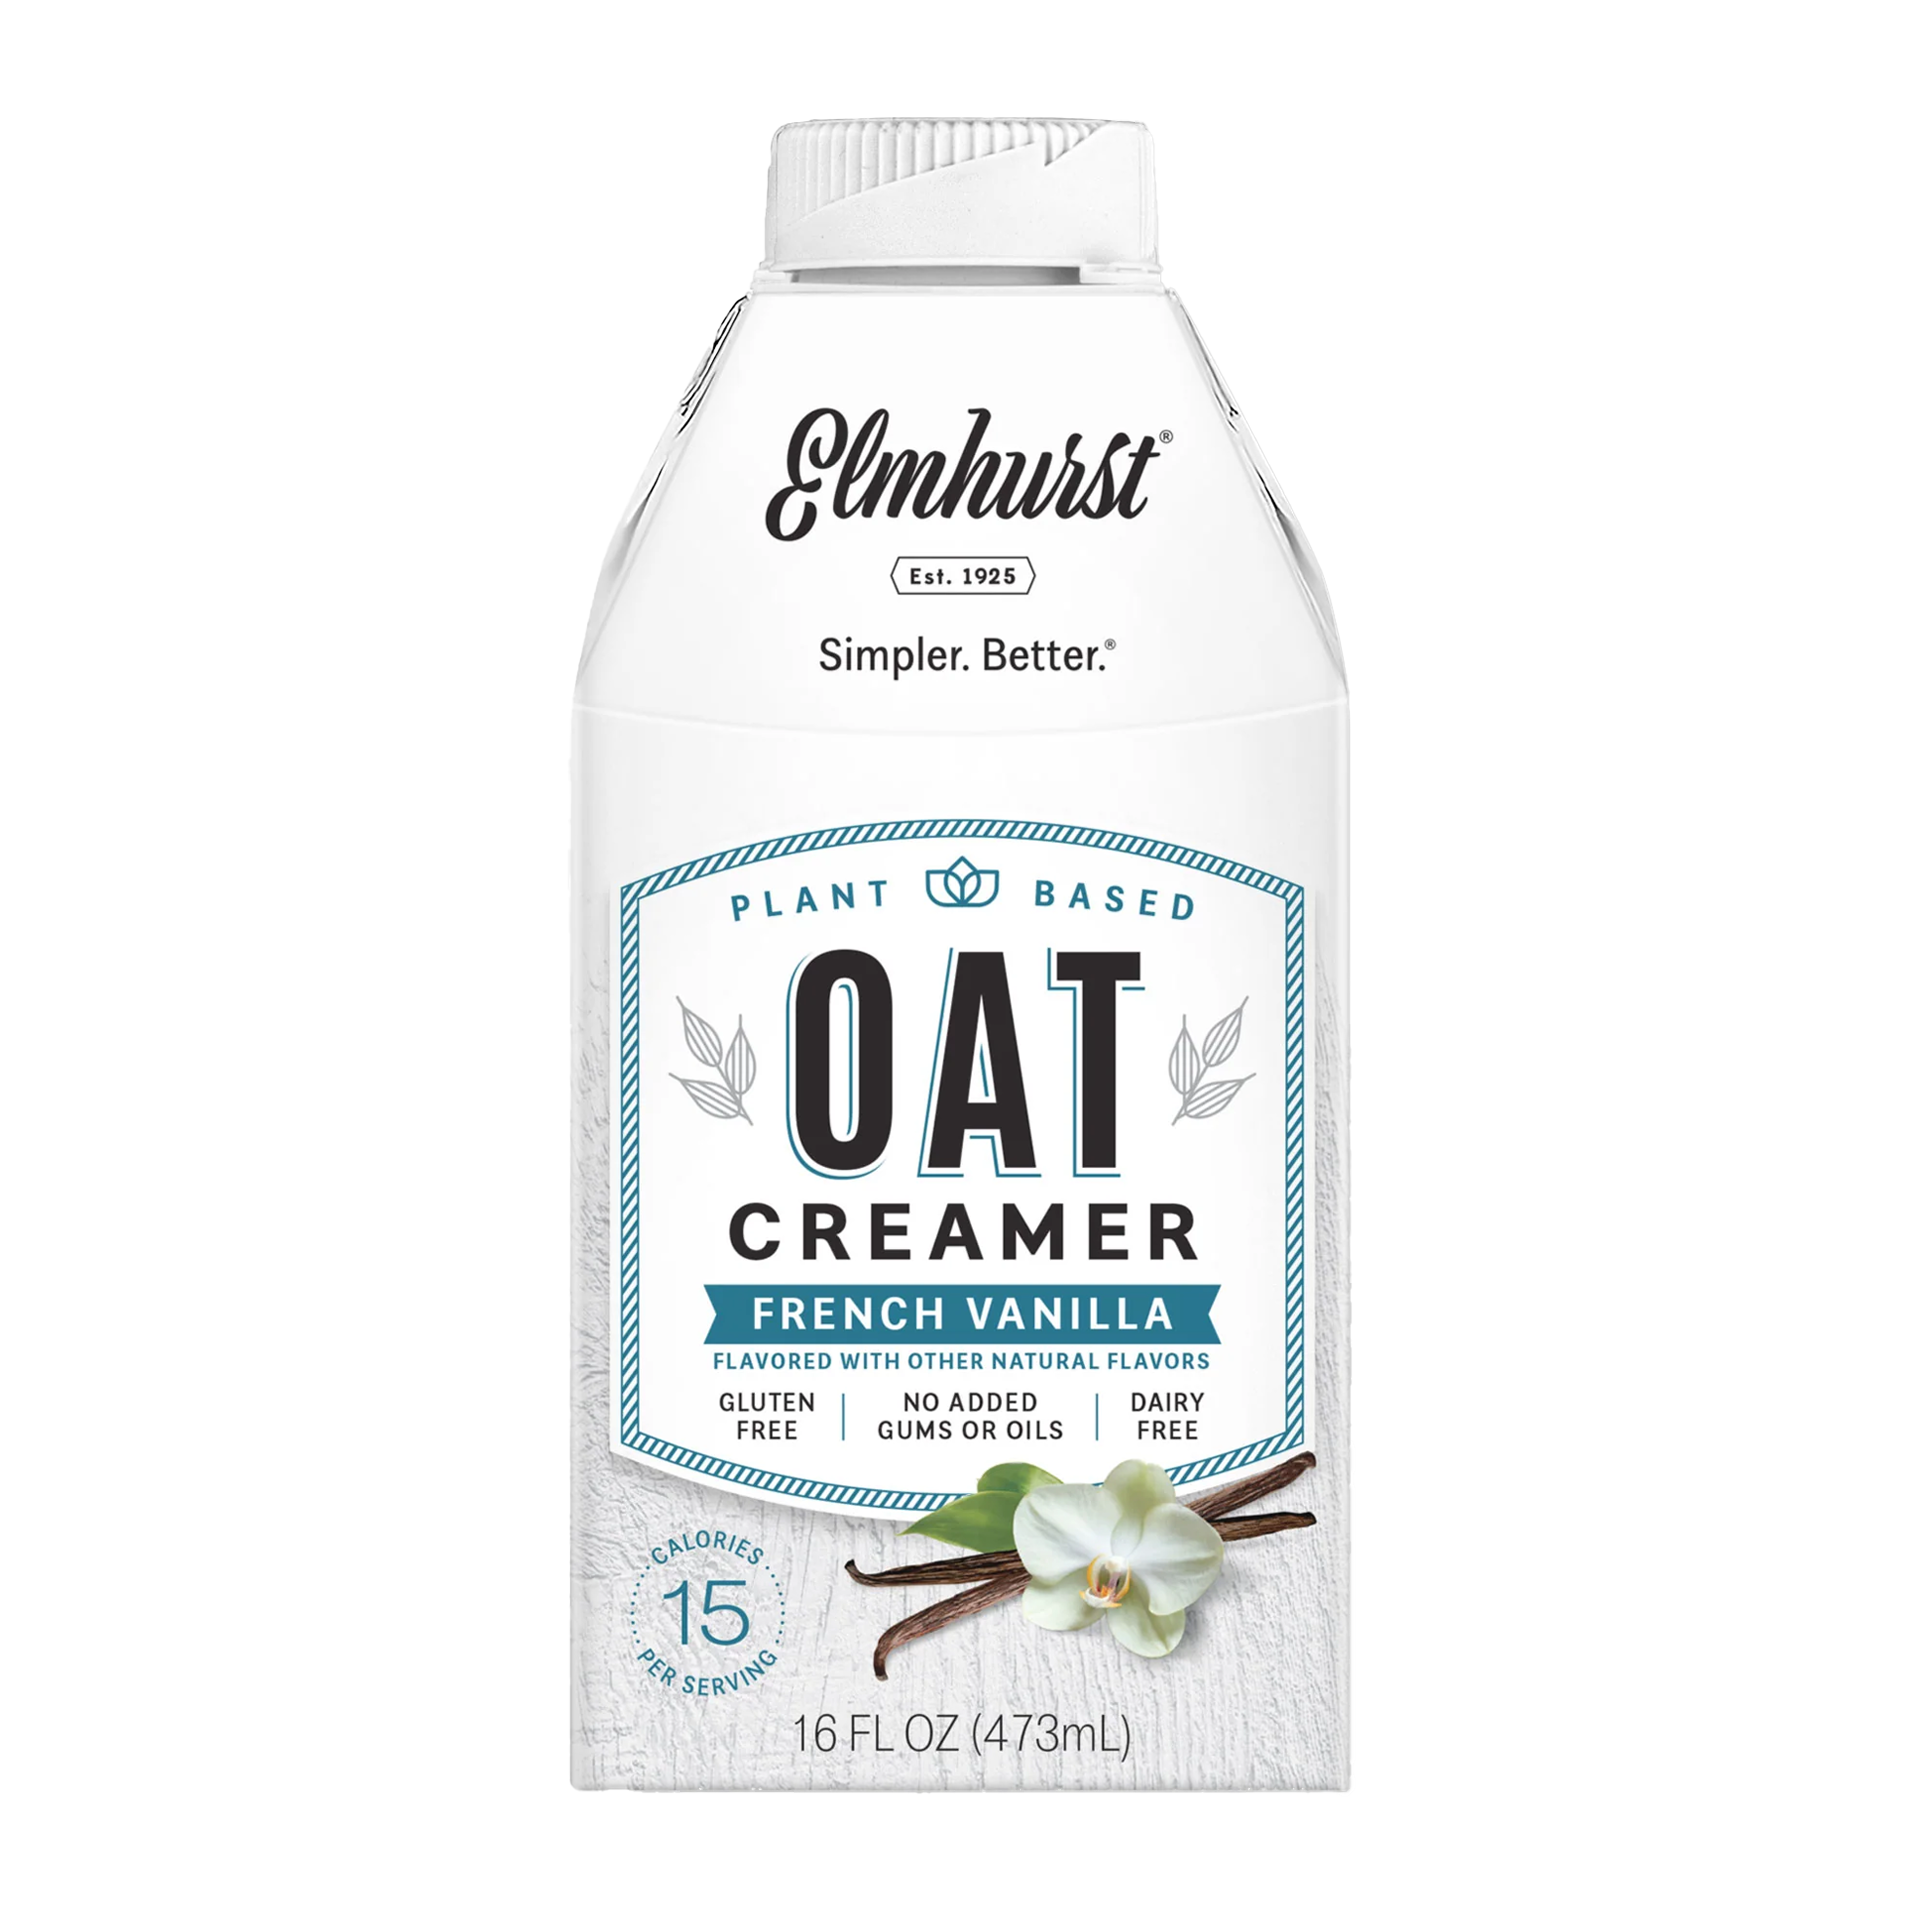 Elmhurst®
Est. 1925
Simpler. Better.®
PLANT BASED
OAT
CREAMER
FRENCH VANILLA
FLAVORED WITH OTHER NATURAL FLAVORS
GLUTEN FREE
NO ADDED GUMS OR OILS
DAIRY FREE
CALORIES
15
PER SERVING
16 FL OZ (473mL)